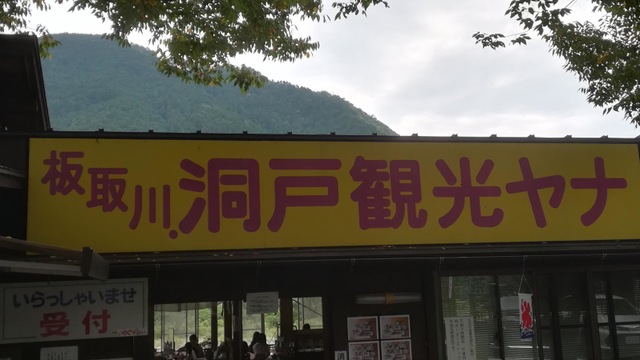 板取川.洞戸観光ヤナ
いらっしゃいませ
受付